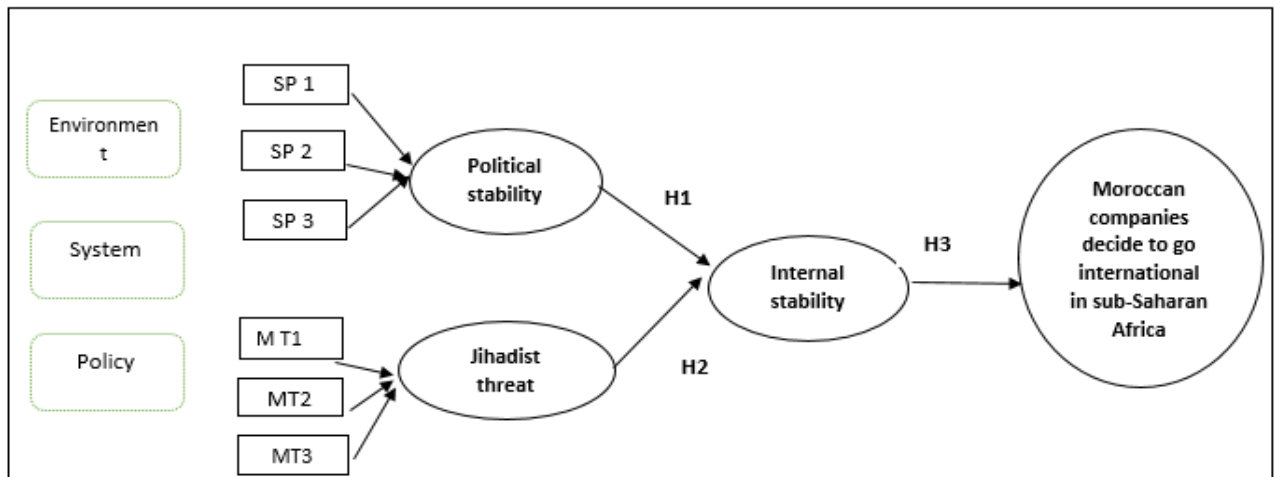 Environmen
t
System
Policy
SP 1
SP 2
SP 3
M T1
MT2
MT3
Political
stability
Jihadist
threat
H1
H2
Internal
stability
H3
Moroccan
companies
decide to go
international
in sub-Saharan
Africa